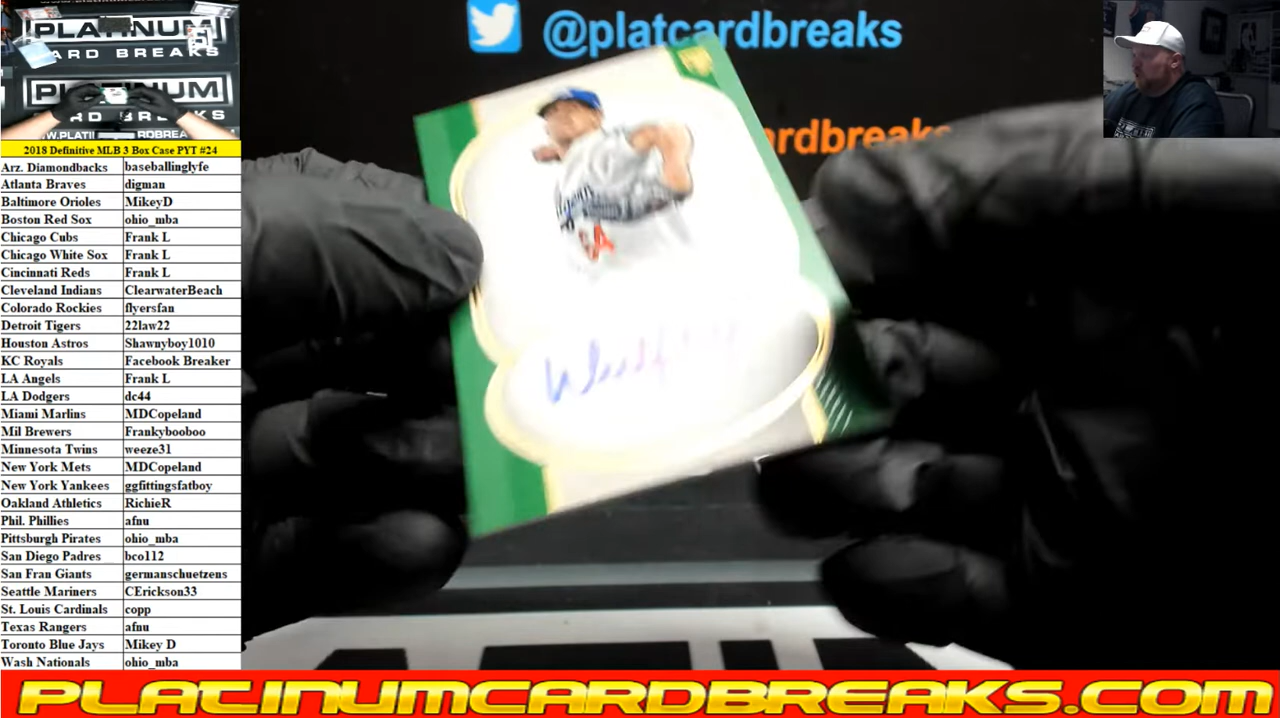 @platcardbreaks
ardbreaks
PLATINUM
ARD BREAKS
PLATINUM
2018 Definitive MLB 3 Box Case PYT #24
Arz. Diamondbacks baseballinglyfe
Atlanta Braves digman
Baltimore Orioles MikeyD
Boston Red Sox ohio_mba
Chicago Cubs Frank L
Chicago White Sox Frank L
Cincinnati Reds Frank L
Cleveland Indians ClearwaterBeach
Colorado Rockies flyersfan
Detroit Tigers 22law22
Houston Astros Shawnyboy1010
KC Royals Facebook Breaker
LA Angels Frank L
LA Dodgers dc44
Miami Marlins MDCopeland
Mil Brewers Frankybooboo
Minnesota Twins weeze31
New York Mets MDCopeland
New York Yankees ggfittingsfatboy
Oakland Athletics RichieR
Phil. Phillies afnu
Pittsburgh Pirates ohio_mba
San Diego Padres bco112
San Fran Giants germanschuetzens
Seattle Mariners CErickson33
St. Louis Cardinals copp
Texas Rangers afnu
Toronto Blue Jays Mikey D
Wash Nationals ohio_mba
PLATINUMCARDBREAKS.COM